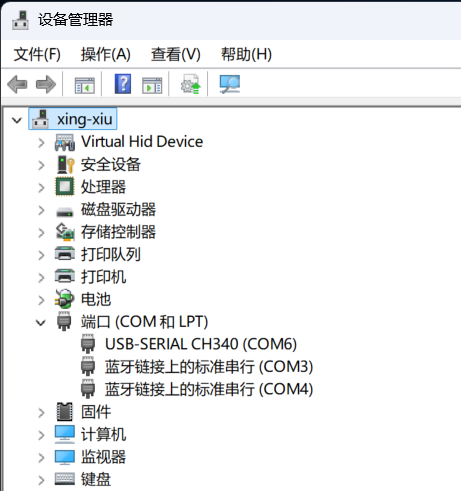 设备管理器
文件(F) 操作(A) 查看(V) 帮助(H)
xing-xiu
Virtual Hid Device
安全设备
处理器
磁盘驱动器
存储控制器
打印队列
打印机
电池
端口 (COM 和 LPT)
USB-SERIAL CH340 (COM6)
蓝牙链接上的标准串行 (COM3)
蓝牙链接上的标准串行 (COM4)
固件
计算机
监视器
键盘